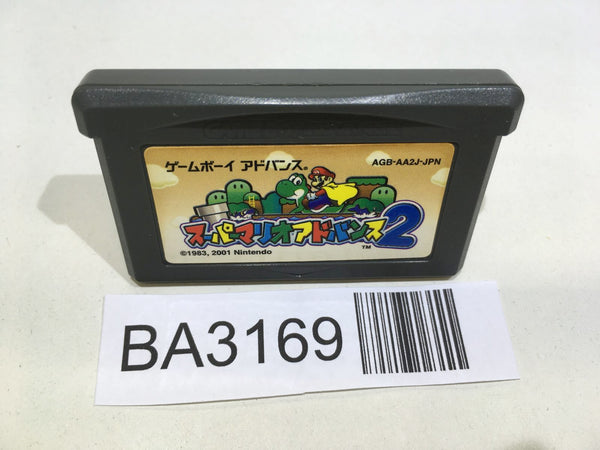 ゲームボーイ アドバンス®
AGB-AA2J-JPN
スーパーマリオアドバンス2
TM
©1983, 2001 Nintendo
BA3169